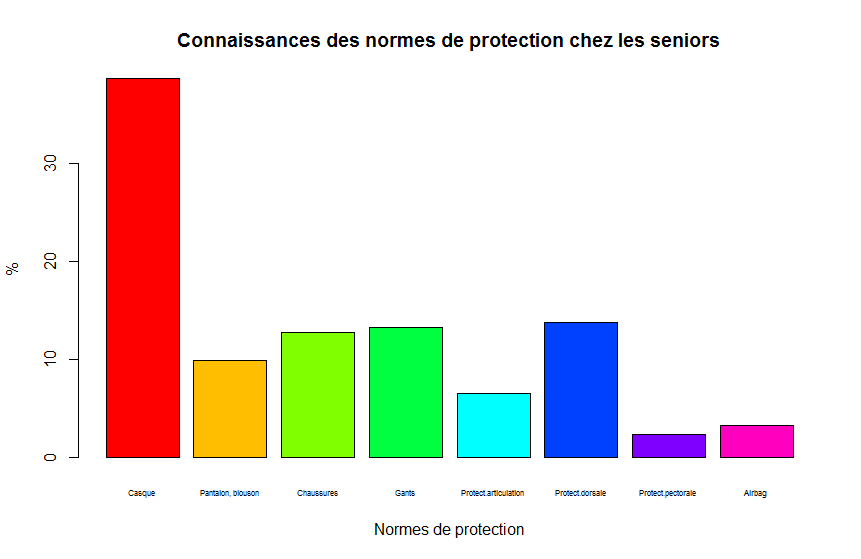 Connaissances des normes de protection chez les seniors
30
20
10
0
%
Casque Pantalon, blouson Chaussures Gants Protect.articulation Protect.dorsale Protect.pectorale Airbag
Normes de protection